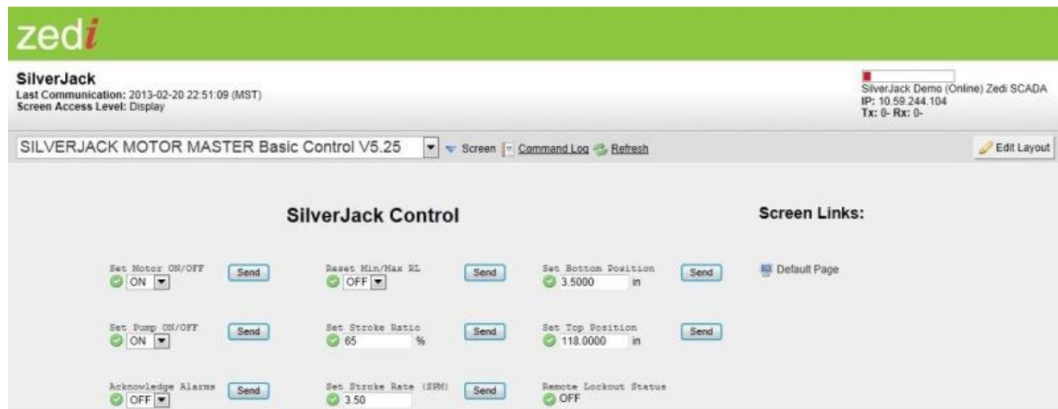 zedi
SilverJack
Last Communication: 2013-02-20 22:51:09 (MST)
Screen Access Level: Display
SilverJack Demo (Online) Zedi SCADA
IP: 10.59.244.104
Tx: 0- Rx: 0-
SILVERJACK MOTOR MASTER Basic Control V5.25 Screen Command Log Refresh Edit Layout
SilverJack Control Screen Links:
Set Motor ON/OFF Send Reset Min/Max RL Send Set Bottom Position Send Default Page
ON OFF 3.5000 in
Set Pump ON/OFF Send Set Stroke Ratio Send Set Top Position Send
ON 65 % 118.0000 in
Acknowledge Alarms Send Set Stroke Rate (SPM) Send Remote Lockout Status
OFF 3.50 OFF